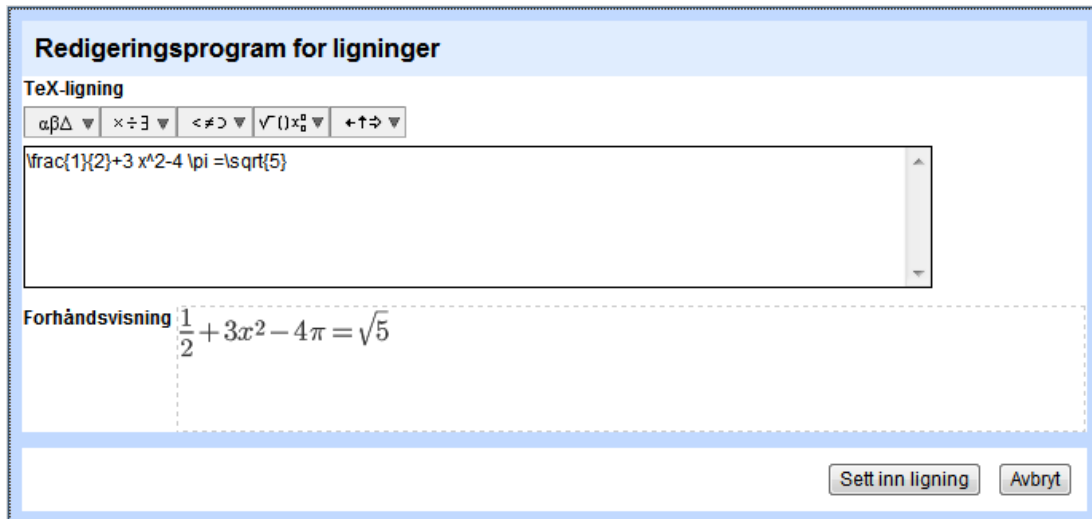 Redigeringsprogram for ligninger
TeX-ligning
αβΔ ×÷∃ <≠⊃ √‾()x▫▫ ←↑⇒
\frac{1}{2}+3 x^2-4 \pi =\sqrt{5}
Forhåndsvisning 1/2 + 3x² − 4π = √5
Sett inn ligning Avbryt